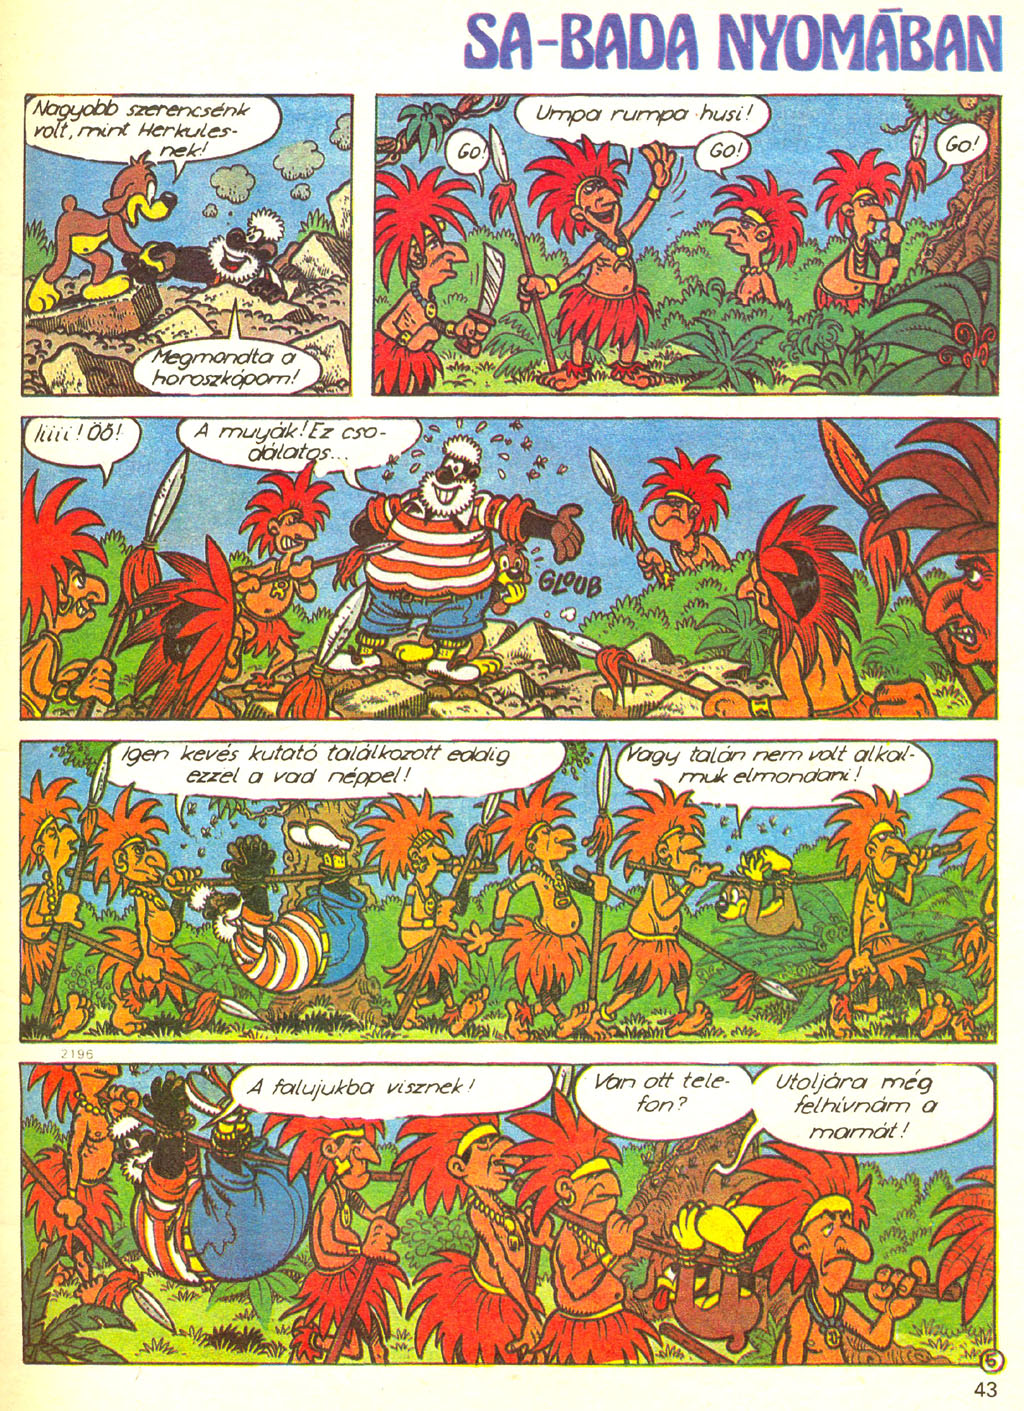 SA-BADA NYOMÁBAN
Nagyobb szerencsénk
volt, mint Herkules-
nek!
Megmondta a
horoszkópom!
Go!
Umpa rumpa husi!
Go!
Go!
Iiiii! Öö!
A muyák! Ez cso-
dálatos...
GLOUB
Igen kevés kutató találkozott eddig
ezzel a vad néppel!
Vagy talán nem volt alkal-
muk elmondani!
2196
A falujukba visznek!
Van ott tele-
fon?
Utoljára még
felhívnám a
mamát!
5
43